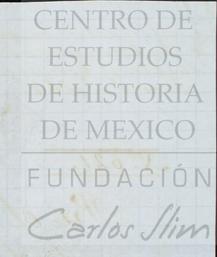 CENTRO DE
ESTUDIOS
DE HISTORIA
DE MEXICO
FUNDACIÓN
Carlos Slim